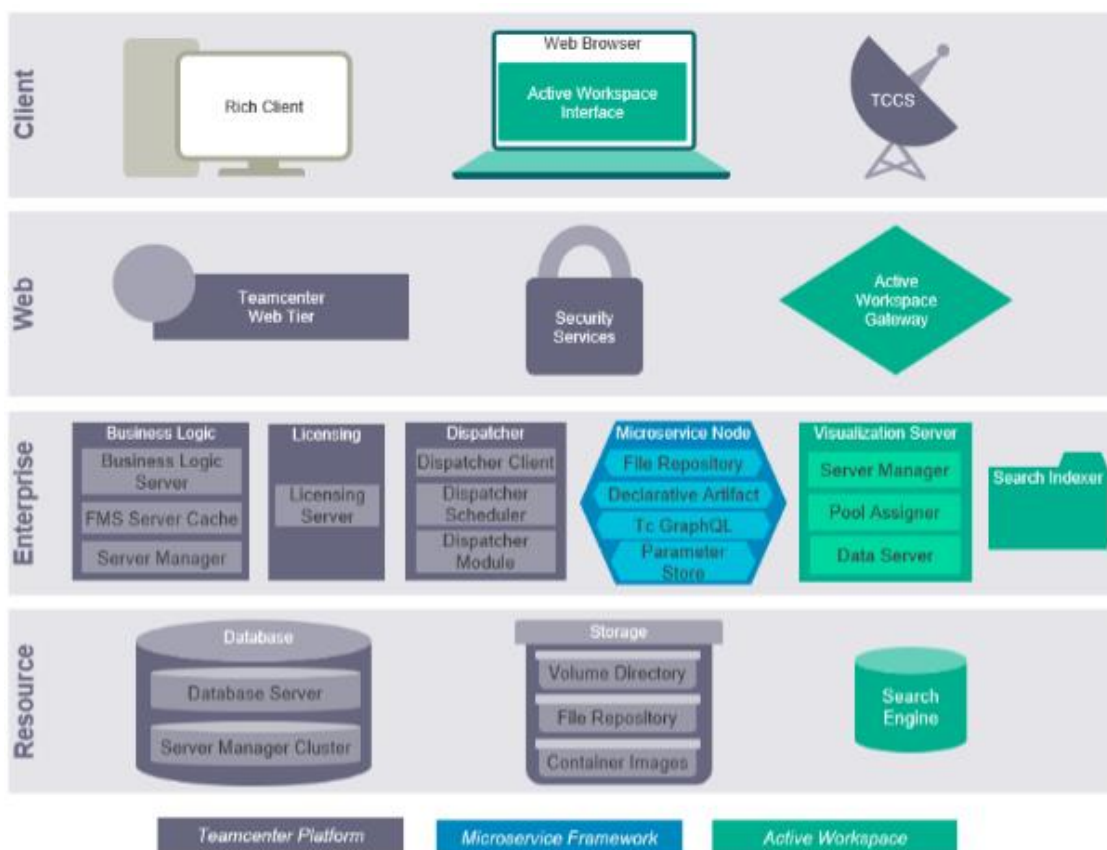 Client
Rich Client
Web Browser
Active Workspace
Interface
TCCS
Web
Teamcenter
Web Tier
Security
Services
Active
Workspace
Gateway
Enterprise
Business Logic
Business Logic
Server
FMS Server Cache
Server Manager
Licensing
Licensing
Server
Dispatcher
Dispatcher Client
Dispatcher
Scheduler
Dispatcher
Module
Microservice Node
File Repository
Declarative Artifact
Tc GraphQL
Parameter
Store
Visualization Server
Server Manager
Pool Assigner
Data Server
Search Indexer
Resource
Database
Database Server
Server Manager Cluster
Storage
Volume Directory
File Repository
Container Images
Search
Engine
Teamcenter Platform
Microservice Framework
Active Workspace